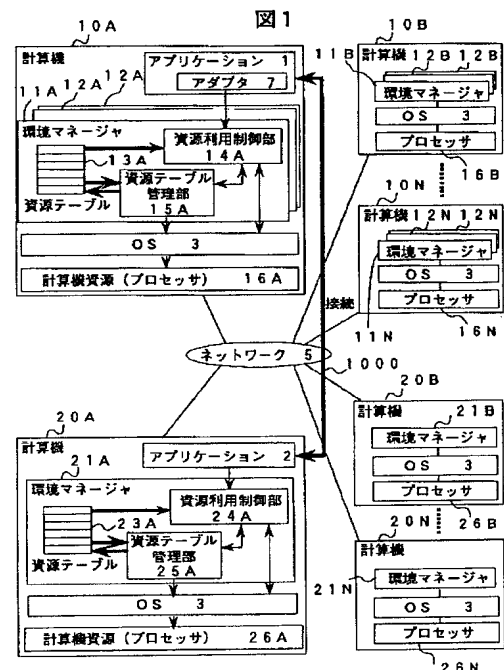 図1
10A
計算機
アプリケーション 1
アダプタ 7
11A
12A
12A
環境マネージャ
13A
資源テーブル
資源利用制御部
14A
資源テーブル
管理部
15A
OS 3
計算機資源(プロセッサ) 16A
10B
計算機
11B
12B
12B
環境マネージャ
OS 3
プロセッサ
16B
10N
計算機
12N
12N
環境マネージャ
OS 3
プロセッサ
11N
16N
接続
ネットワーク 5
1000
20A
計算機
21A
アプリケーション 2
環境マネージャ
資源利用制御部
24A
23A
資源テーブル
資源テーブル
管理部
25A
OS 3
計算機資源(プロセッサ) 26A
20B
計算機
21B
環境マネージャ
OS 3
プロセッサ
26B
20N
計算機
21N
環境マネージャ
OS 3
プロセッサ
26N